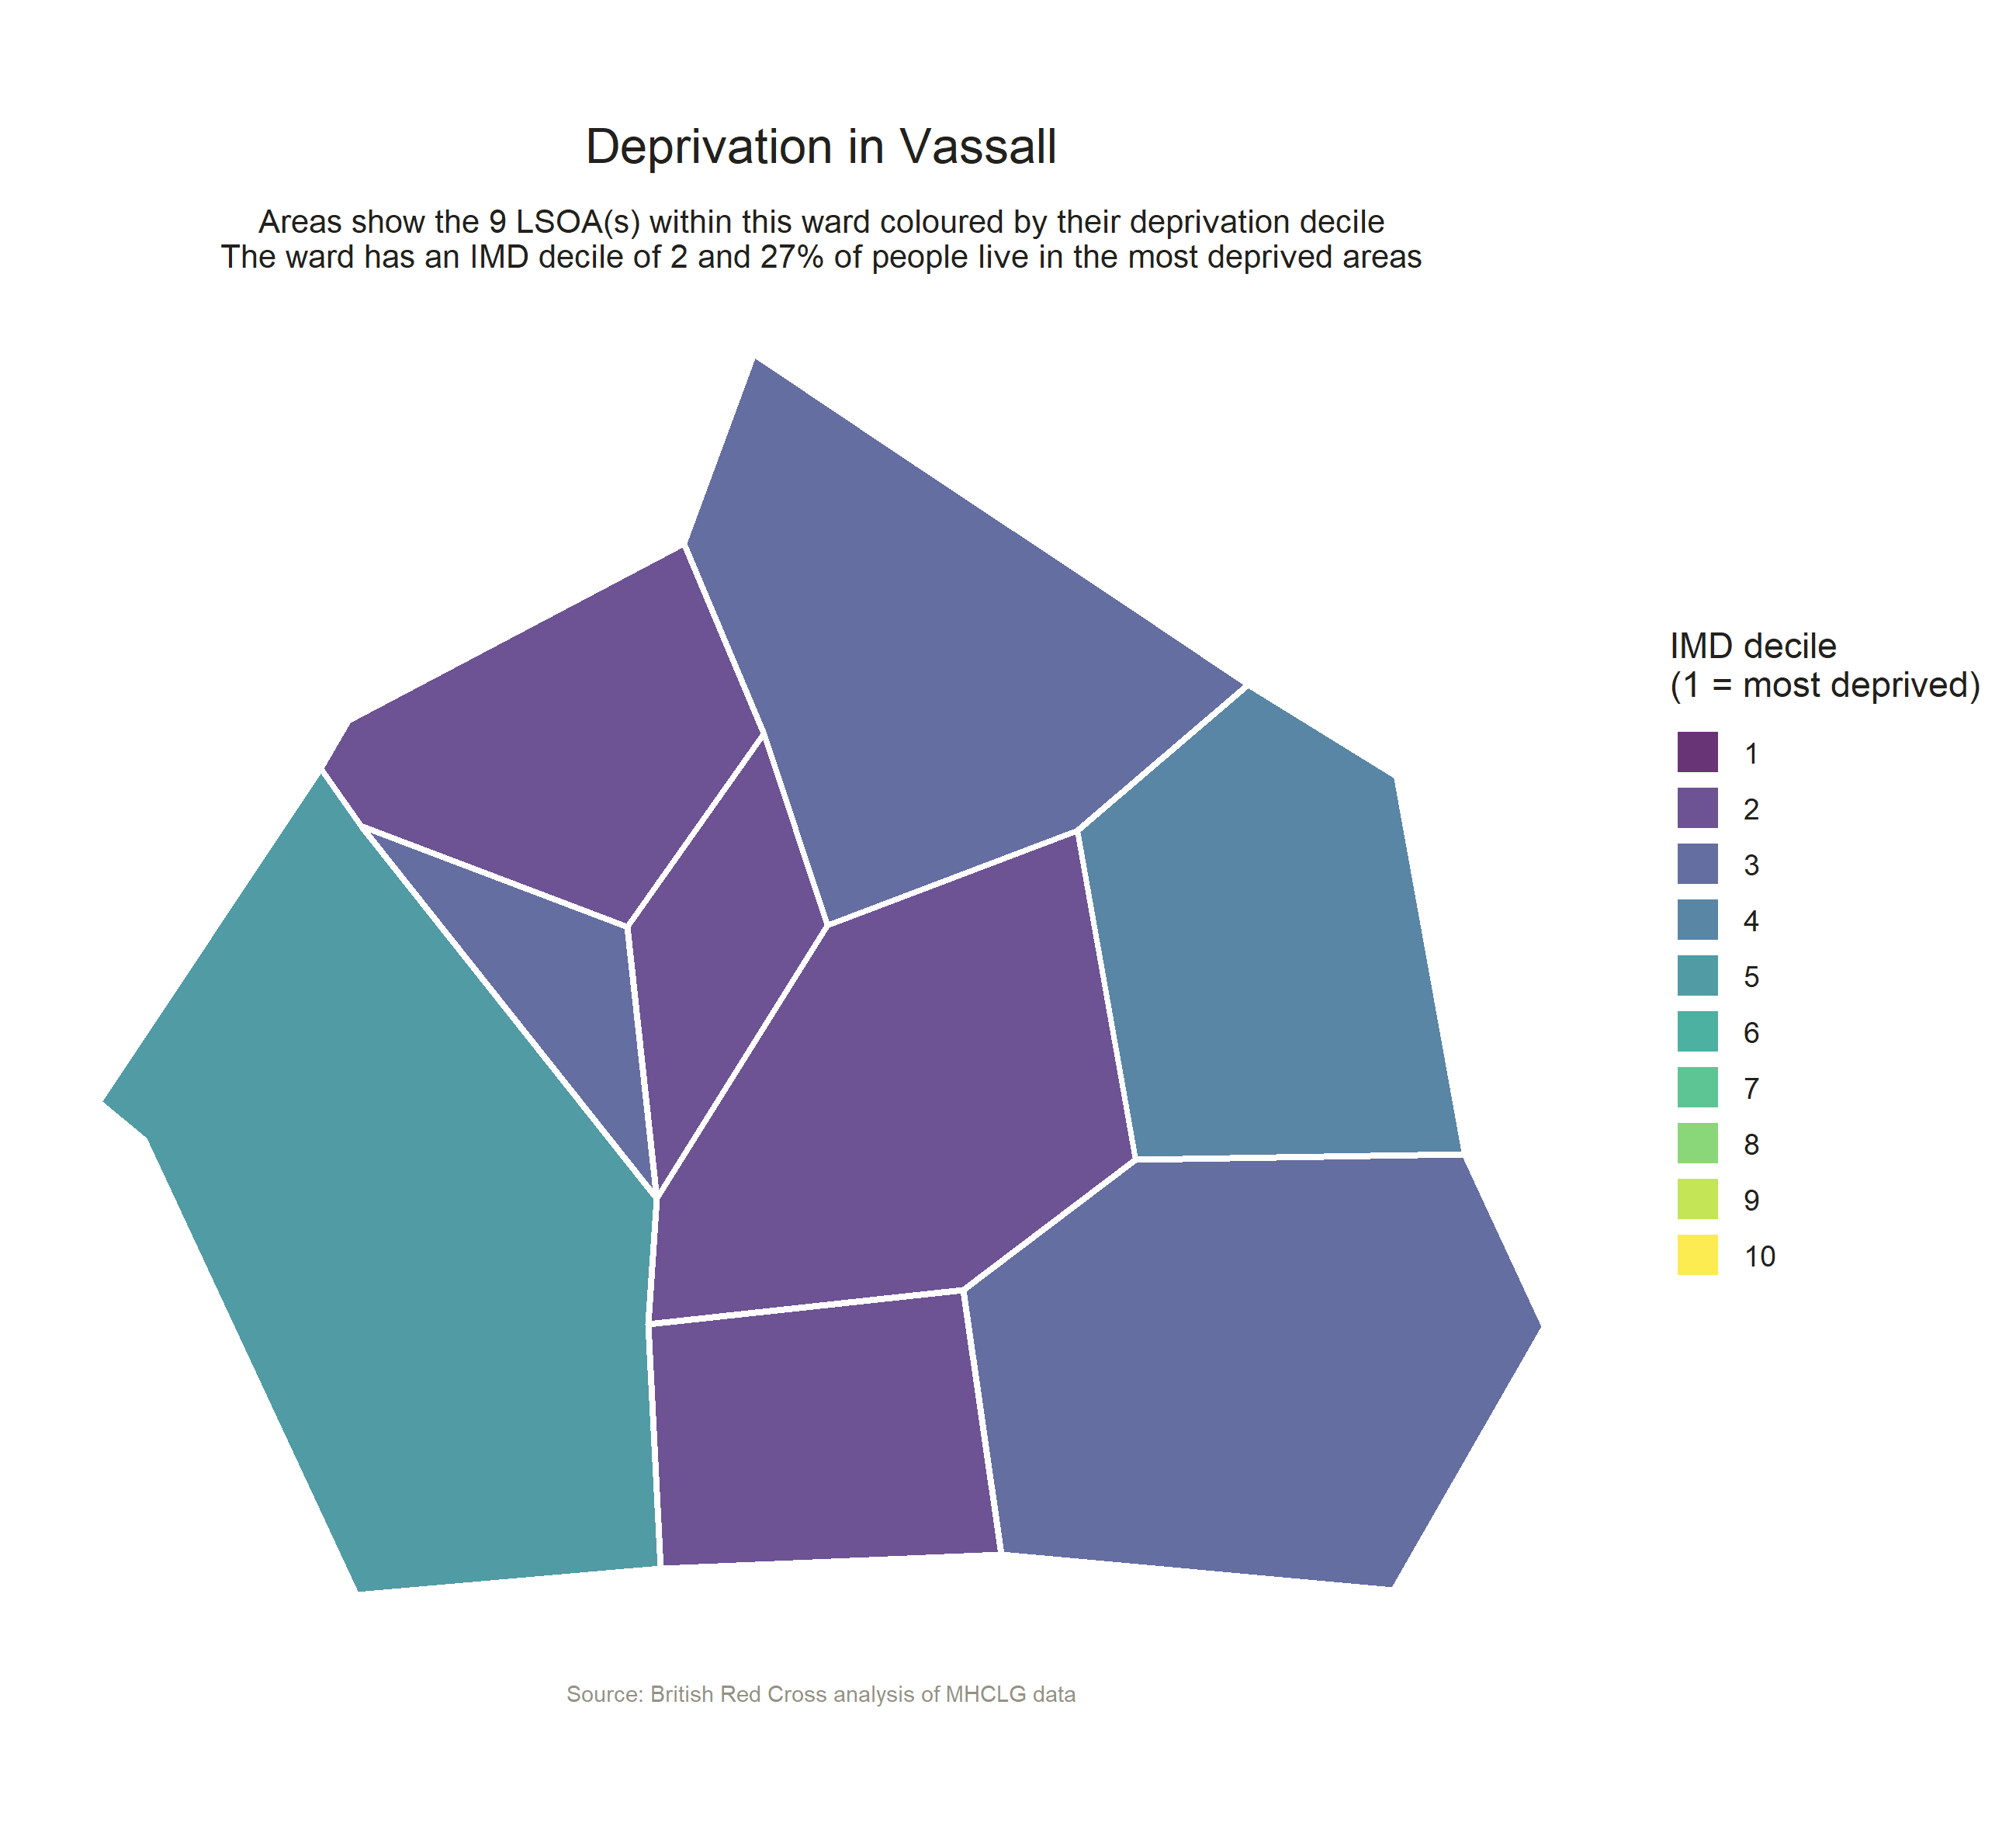 Deprivation in Vassall
Areas show the 9 LSOA(s) within this ward coloured by their deprivation decile
The ward has an IMD decile of 2 and 27% of people live in the most deprived areas
IMD decile
(1 = most deprived)
1
2
3
4
5
6
7
8
9
10
Source: British Red Cross analysis of MHCLG data